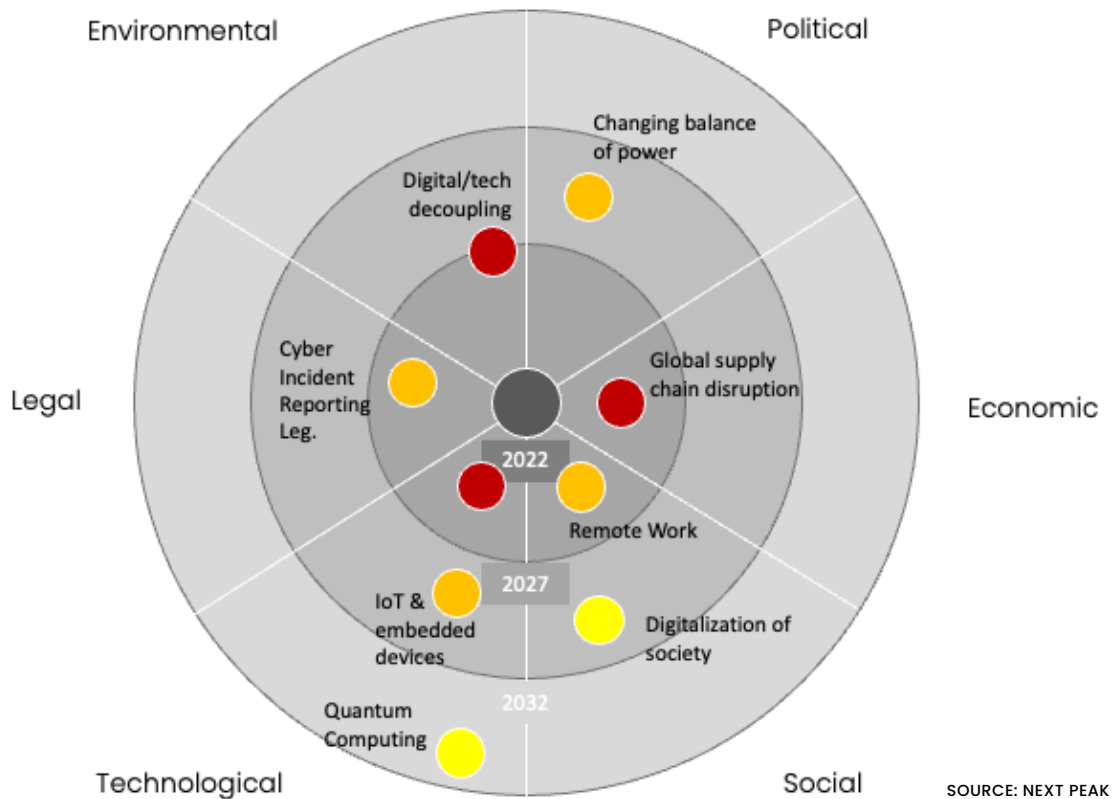 Environmental
Political
Changing balance
of power
Digital/tech
decoupling
Cyber
Incident
Reporting
Leg.
Global supply
chain disruption
Legal
Economic
2022
Remote Work
2027
IoT &
embedded
devices
Digitalization of
society
2032
Quantum
Computing
Technological
Social
SOURCE: NEXT PEAK